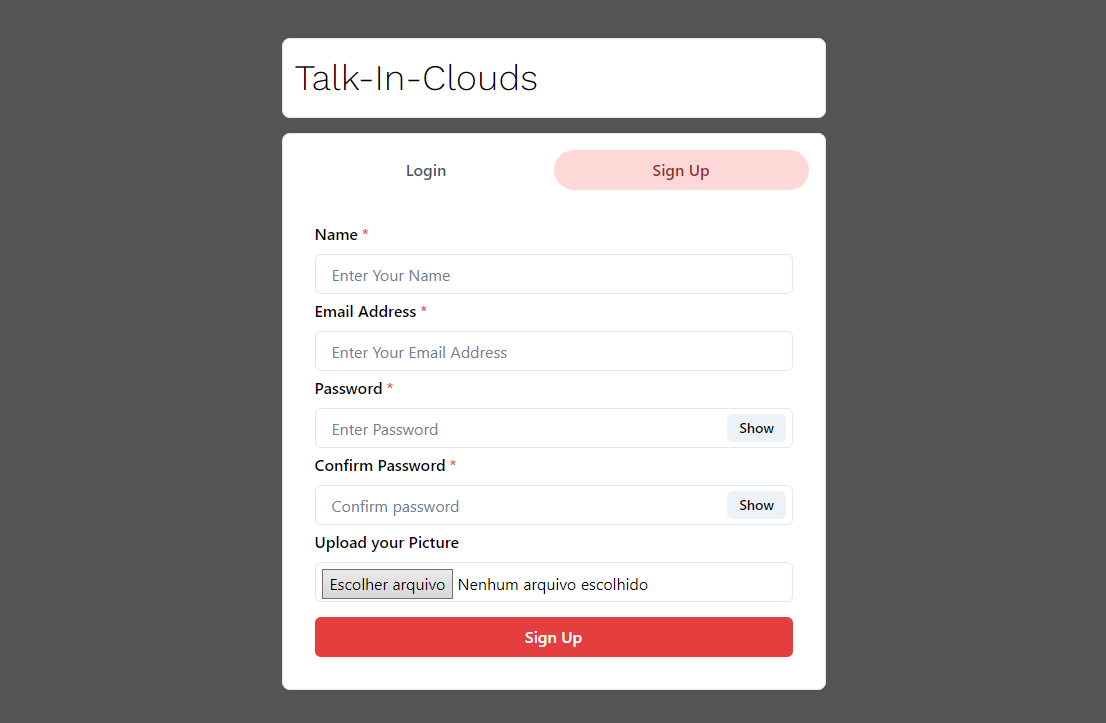 Talk-In-Clouds
Login
Sign Up
Name *
Enter Your Name
Email Address *
Enter Your Email Address
Password *
Enter Password
Show
Confirm Password *
Confirm password
Show
Upload your Picture
Escolher arquivo Nenhum arquivo escolhido
Sign Up